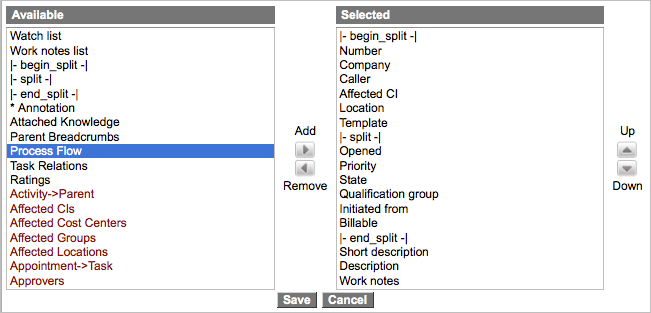 Available
Watch list
Work notes list
|- begin_split -|
|- split -|
|- end_split -|
* Annotation
Attached Knowledge
Parent Breadcrumbs
Process Flow
Task Relations
Ratings
Activity->Parent
Affected CIs
Affected Cost Centers
Affected Groups
Affected Locations
Appointment->Task
Approvers
Add
Remove
Selected
|- begin_split -|
Number
Company
Caller
Affected CI
Location
Template
|- split -|
Opened
Priority
State
Qualification group
Initiated from
Billable
|- end_split -|
Short description
Description
Work notes
Up
Down
Save Cancel